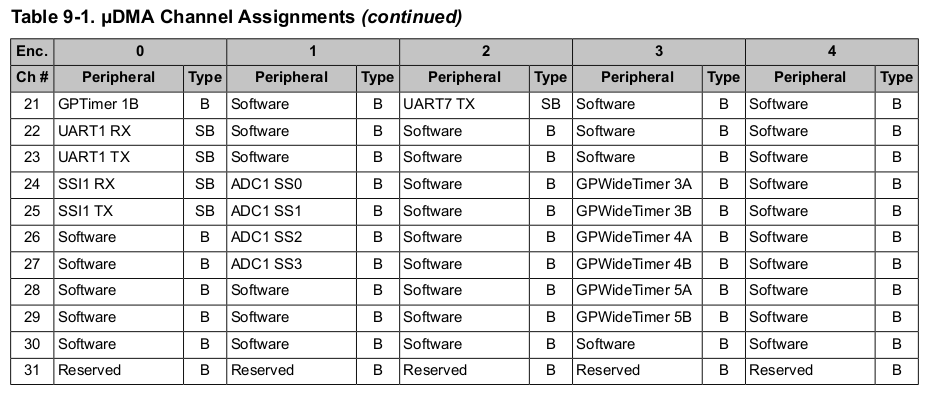 Table 9-1. µDMA Channel Assignments (continued)
Enc. 0 1 2 3 4
Ch # Peripheral Type Peripheral Type Peripheral Type Peripheral Type Peripheral Type
21 GPTimer 1B B Software B UART7 TX SB Software B Software B
22 UART1 RX SB Software B Software B Software B Software B
23 UART1 TX SB Software B Software B Software B Software B
24 SSI1 RX SB ADC1 SS0 B Software B GPWideTimer 3A B Software B
25 SSI1 TX SB ADC1 SS1 B Software B GPWideTimer 3B B Software B
26 Software B ADC1 SS2 B Software B GPWideTimer 4A B Software B
27 Software B ADC1 SS3 B Software B GPWideTimer 4B B Software B
28 Software B Software B Software B GPWideTimer 5A B Software B
29 Software B Software B Software B GPWideTimer 5B B Software B
30 Software B Software B Software B Software B Software B
31 Reserved B Reserved B Reserved B Reserved B Reserved B